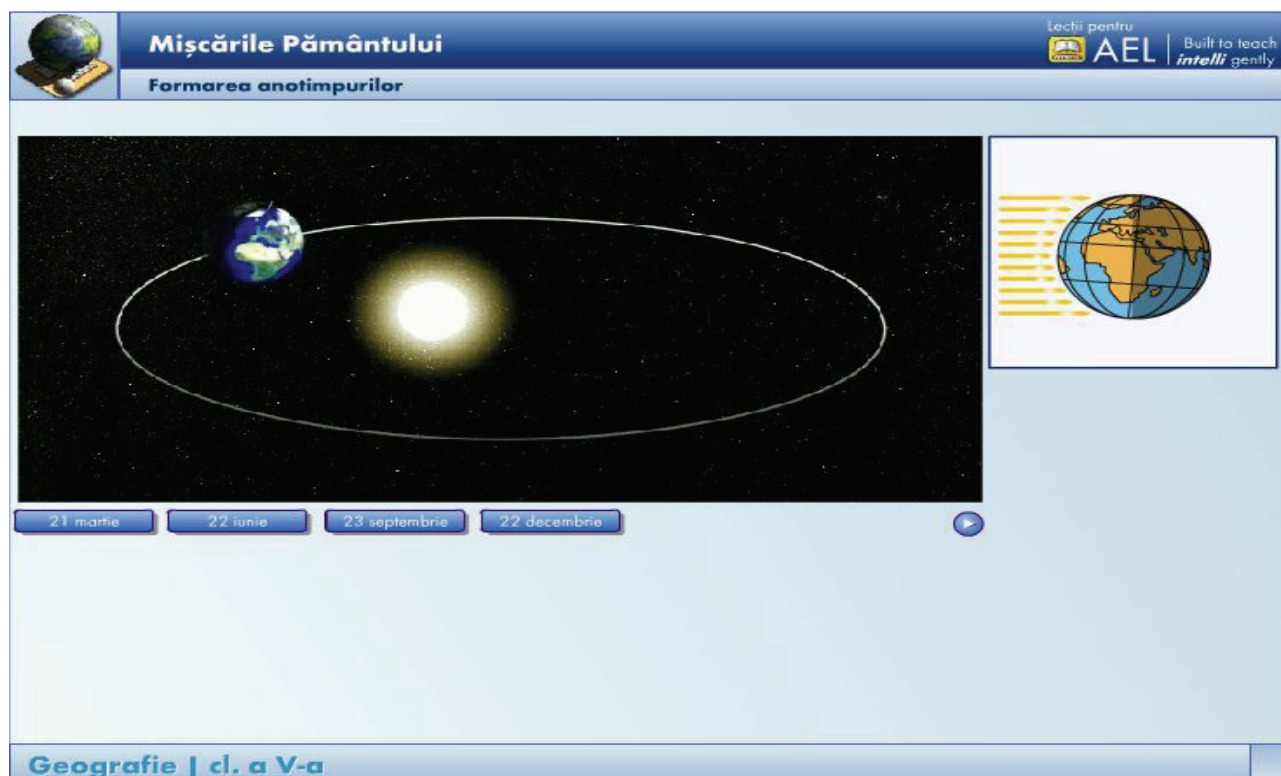 Mișcările Pământului
Lecții pentru
AEL
Built to teach
intelli gently
Formarea anotimpurilor
21 martie
22 iunie
23 septembrie
22 decembrie
Geografie | cl. a V-a